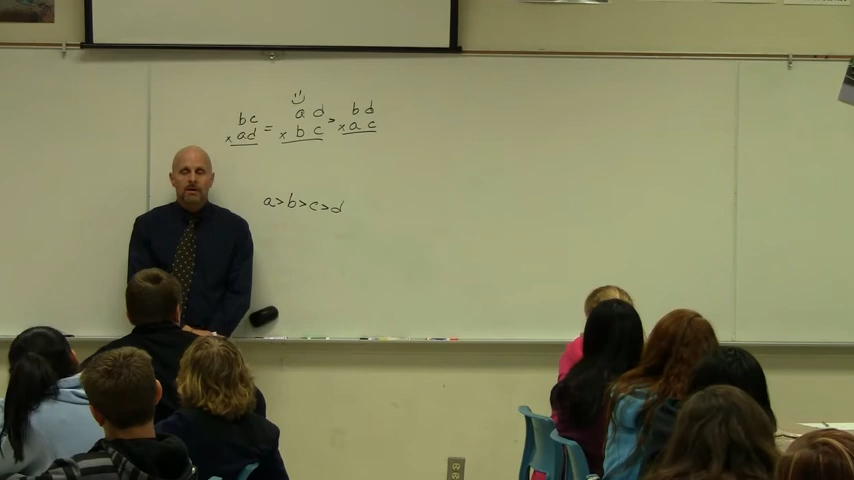 bc = ad > bd
x ad x bc x ac
a>b>c>d